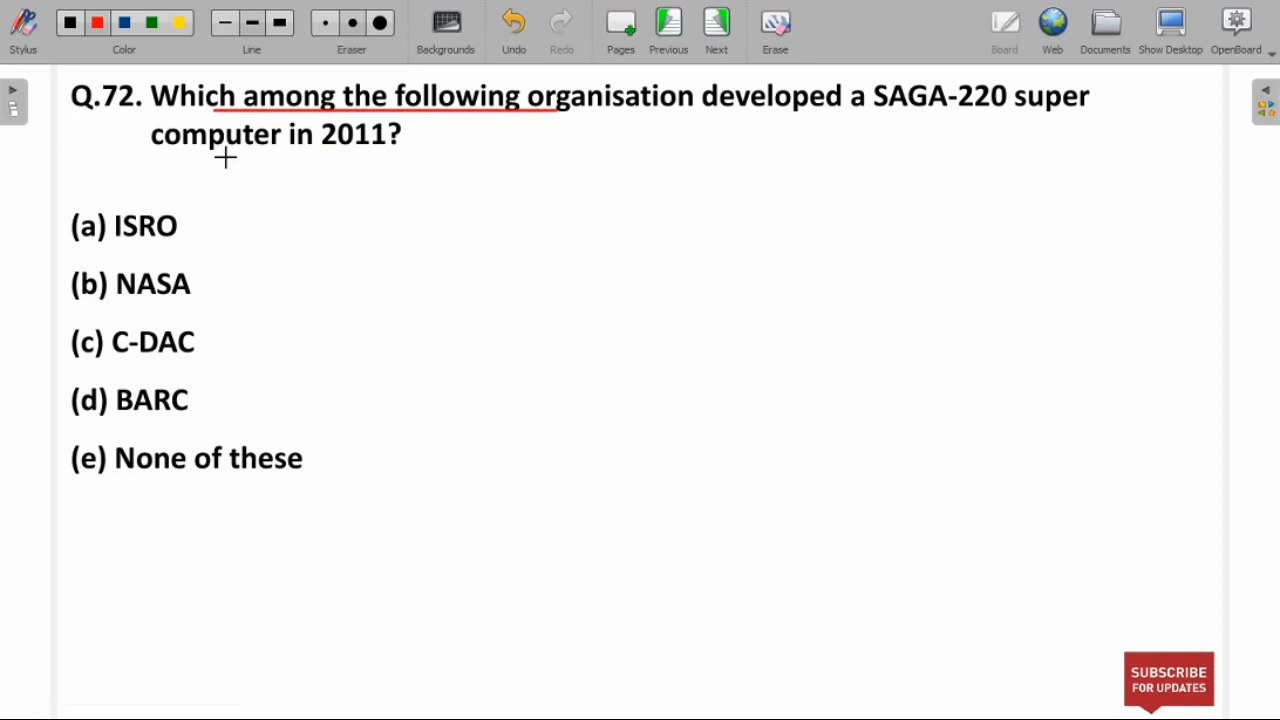 Stylus
Color
Line
Eraser
Backgrounds
Undo
Redo
Pages
Previous
Next
Erase
Board
Web
Documents
Show Desktop
OpenBoard
Q.72. Which among the following organisation developed a SAGA-220 super
computer in 2011?
(a) ISRO
(b) NASA
(c) C-DAC
(d) BARC
(e) None of these
SUBSCRIBE
FOR UPDATES